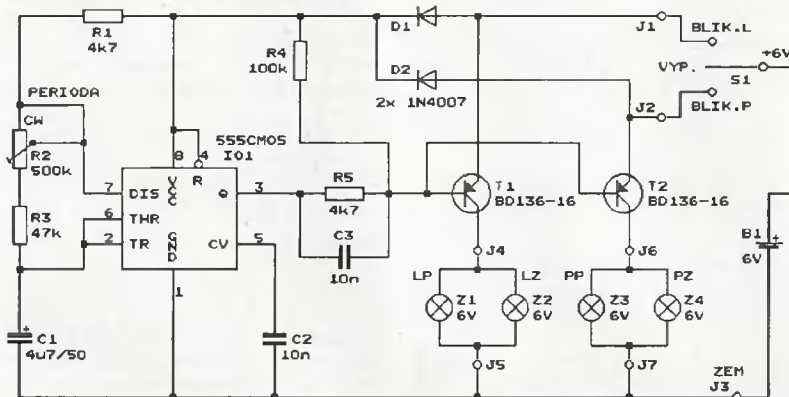 R1
4k7
R4
100k
D1
D2
2x 1N4007
J1
BLIK.L
VYP.
+6V
S1
J2
BLIK.P
PERIODA
CW
R2
500k
555CMOS
IO1
8
4
VCC
R
7
DIS
Q
3
R5
4k7
T1
BD136-16
T2
BD136-16
6
THR
R3
47k
2
TR
GND
CV
5
C3
10n
J4
J6
B1
+
6V
1
LP
LZ
PP
PZ
Z1
6V
Z2
6V
Z3
6V
Z4
6V
+
C1
4u7/50
C2
10n
J5
J7
ZEM
J3